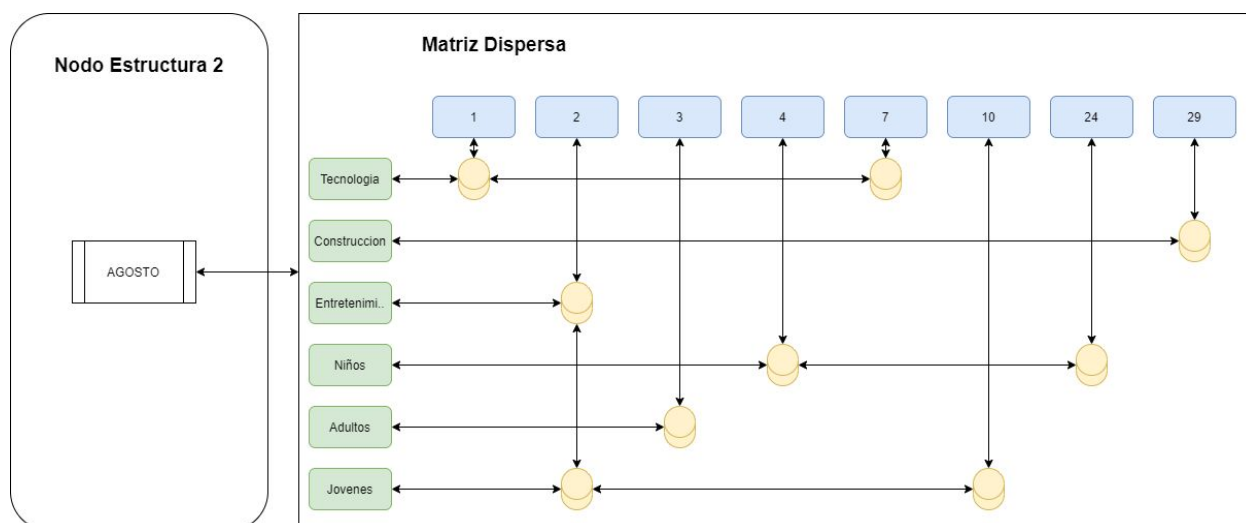 Matriz Dispersa
Nodo Estructura 2
1 2 3 4 7 10 24 29
Tecnologia
Construccion
AGOSTO
Entretenimi..
Niños
Adultos
Jovenes